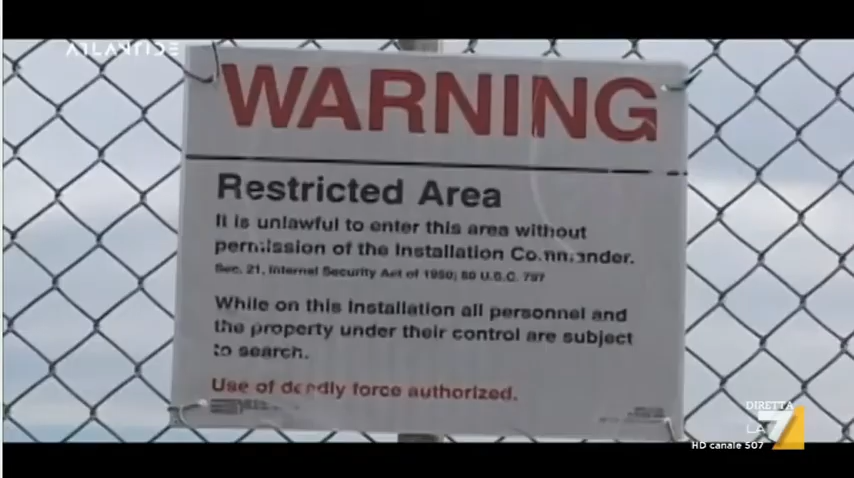 ATLANTIDE
WARNING
Restricted Area
It is unlawful to enter this area without
permission of the Installation Commander.
Sec. 21, Internal Security Act of 1950; 50 U.S.C. 797
While on this Installation all personnel and
the property under their control are subject
to search.
Use of deadly force authorized.
DIRETTA
LA 7
HD canale 507